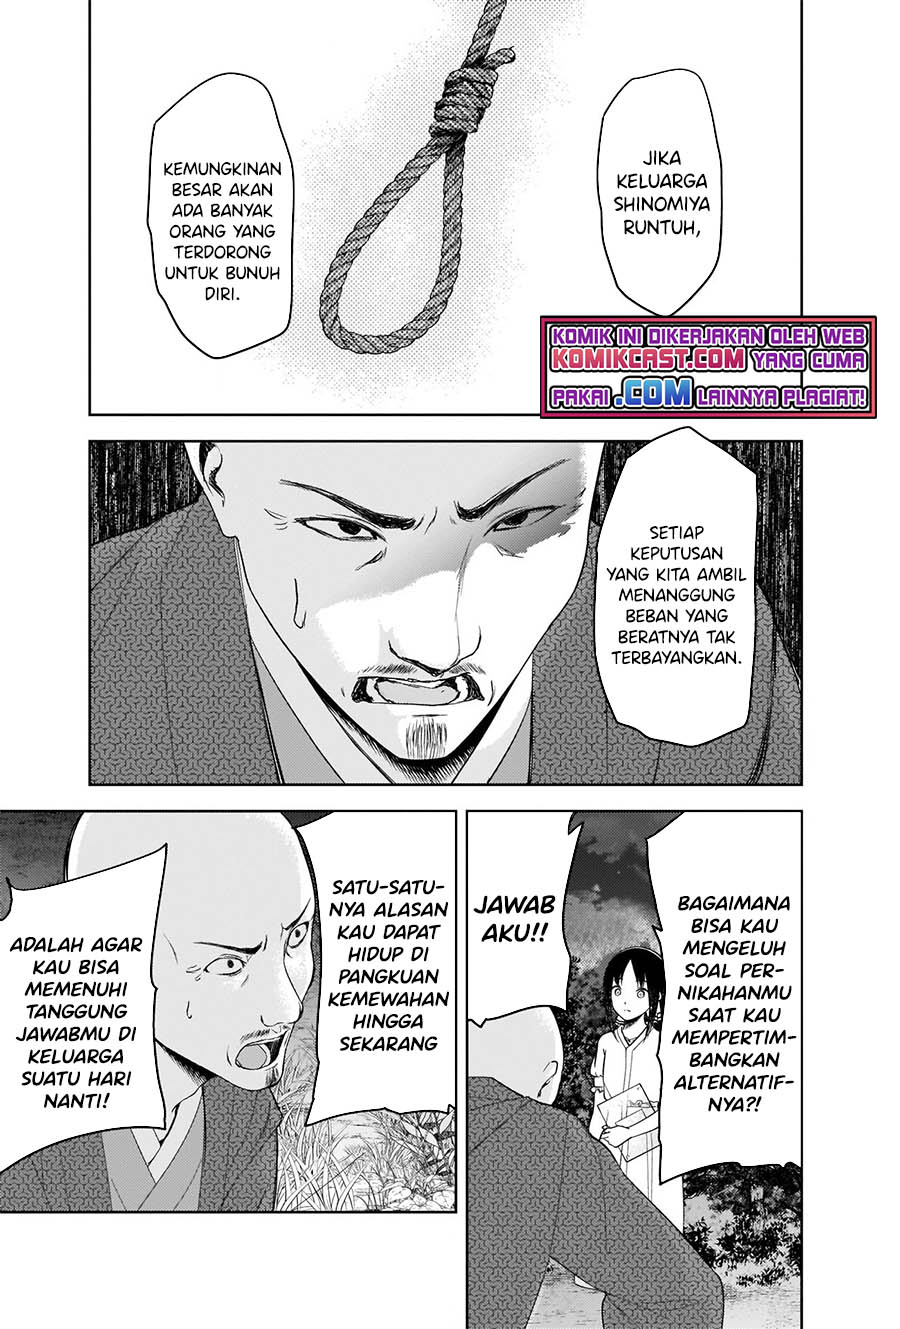 JIKA
KELUARGA
SHINOMIYA
RUNTUH,
KEMUNGKINAN
BESAR AKAN
ADA BANYAK
ORANG YANG
TERDORONG
UNTUK BUNUH
DIRI.
KOMIK INI DIKERJAKAN OLEH WEB
KOMIKCAST.COM YANG CUMA
PAKAI .COM LAINNYA PLAGIAT!
SETIAP
KEPUTUSAN
YANG KITA AMBIL
MENANGGUNG
BEBAN YANG
BERATNYA TAK
TERBAYANGKAN.
BAGAIMANA
BISA KAU
MENGELUH
SOAL PER-
NIKAHANMU
SAAT KAU
MEMPERTIM-
BANGKAN
ALTERNATIF-
NYA?!
JAWAB
AKU!!
SATU-SATU-
NYA ALASAN
KAU DAPAT
HIDUP DI
PANGKUAN
KEMEWAHAN
HINGGA
SEKARANG
ADALAH AGAR
KAU BISA
MEMENUHI
TANGGUNG
JAWABMU DI
KELUARGA
SUATU HARI
NANTI!